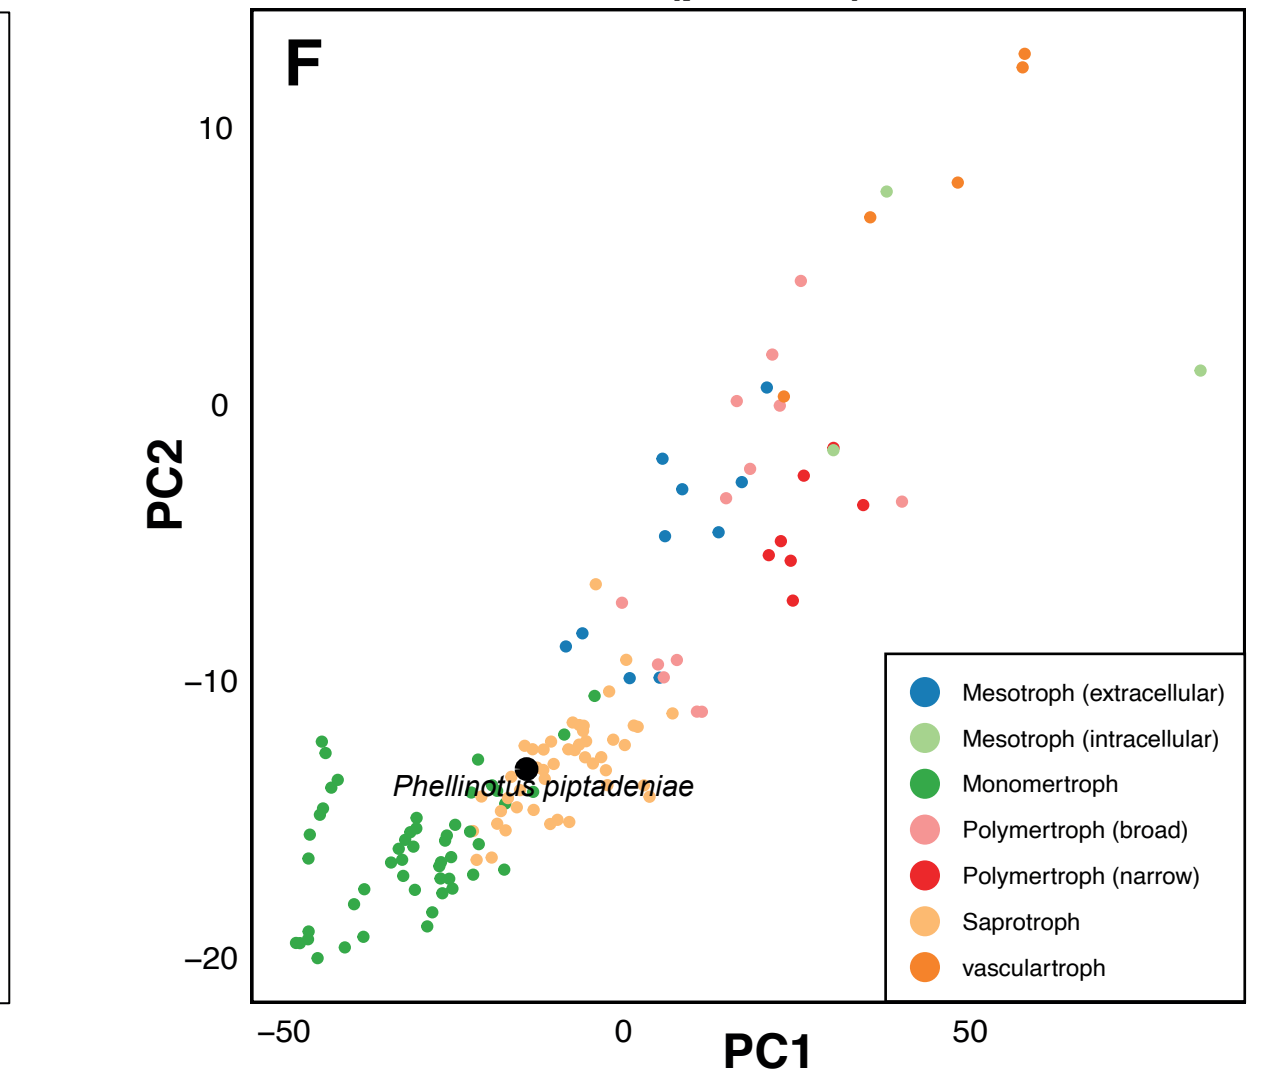 F
10
0
−10
−20
PC2
Phellinotus piptadeniae
Mesotroph (extracellular)
Mesotroph (intracellular)
Monomertroph
Polymertroph (broad)
Polymertroph (narrow)
Saprotroph
vasculartroph
−50
0
50
PC1